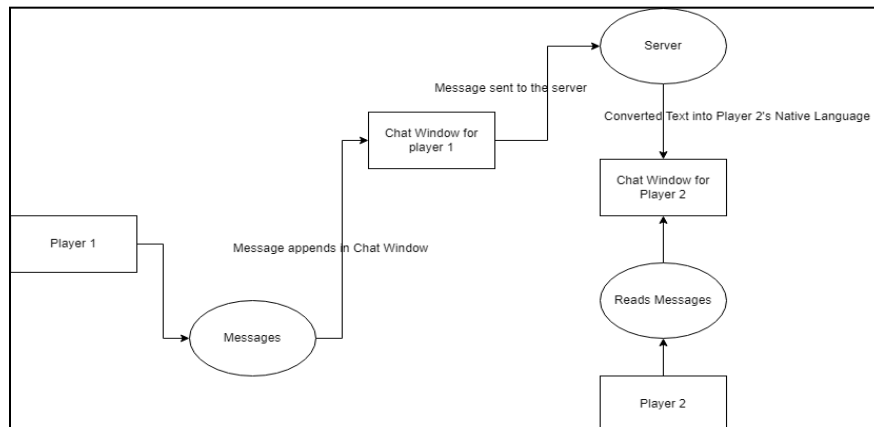 Server
Message sent to the server
Converted Text into Player 2's Native Language
Chat Window for
player 1
Chat Window for
Player 2
Player 1
Message appends in Chat Window
Reads Messages
Messages
Player 2